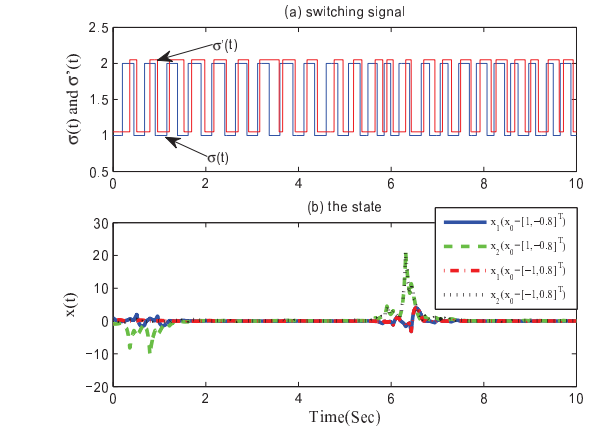 (a) switching signal
2.5
σ'(t)
2
1.5
1
σ(t)
0.5
σ(t) and σ'(t)
0 2 4 6 8 10
(b) the state
30
20
10
0
−10
−20
x(t)
x₁(x₀=[1,−0.8]ᵀ)
x₂(x₀=[1,−0.8]ᵀ)
x₁(x₀=[−1,0.8]ᵀ)
x₂(x₀=[−1,0.8]ᵀ)
0 2 4 6 8 10
Time(Sec)